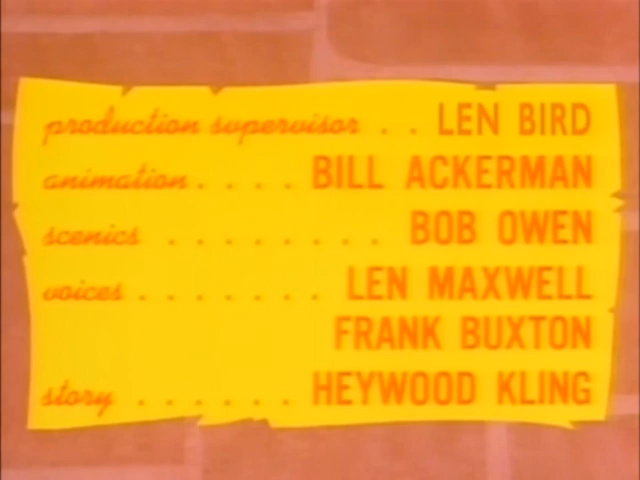 production supervisor . . LEN BIRD
animation . . . . BILL ACKERMAN
scenics . . . . . . . . BOB OWEN
voices . . . . . . . LEN MAXWELL
FRANK BUXTON
story . . . . . . HEYWOOD KLING